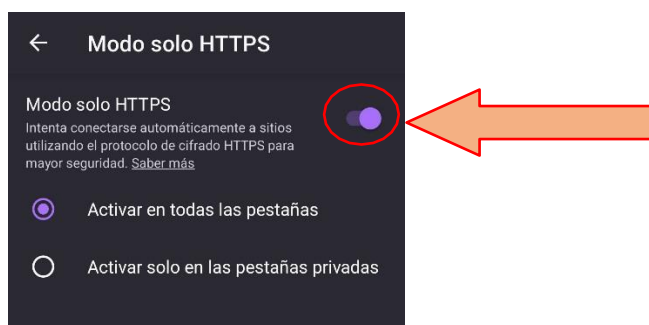 Modo solo HTTPS
Modo solo HTTPS
Intenta conectarse automáticamente a sitios
utilizando el protocolo de cifrado HTTPS para
mayor seguridad. Saber más
Activar en todas las pestañas
Activar solo en las pestañas privadas